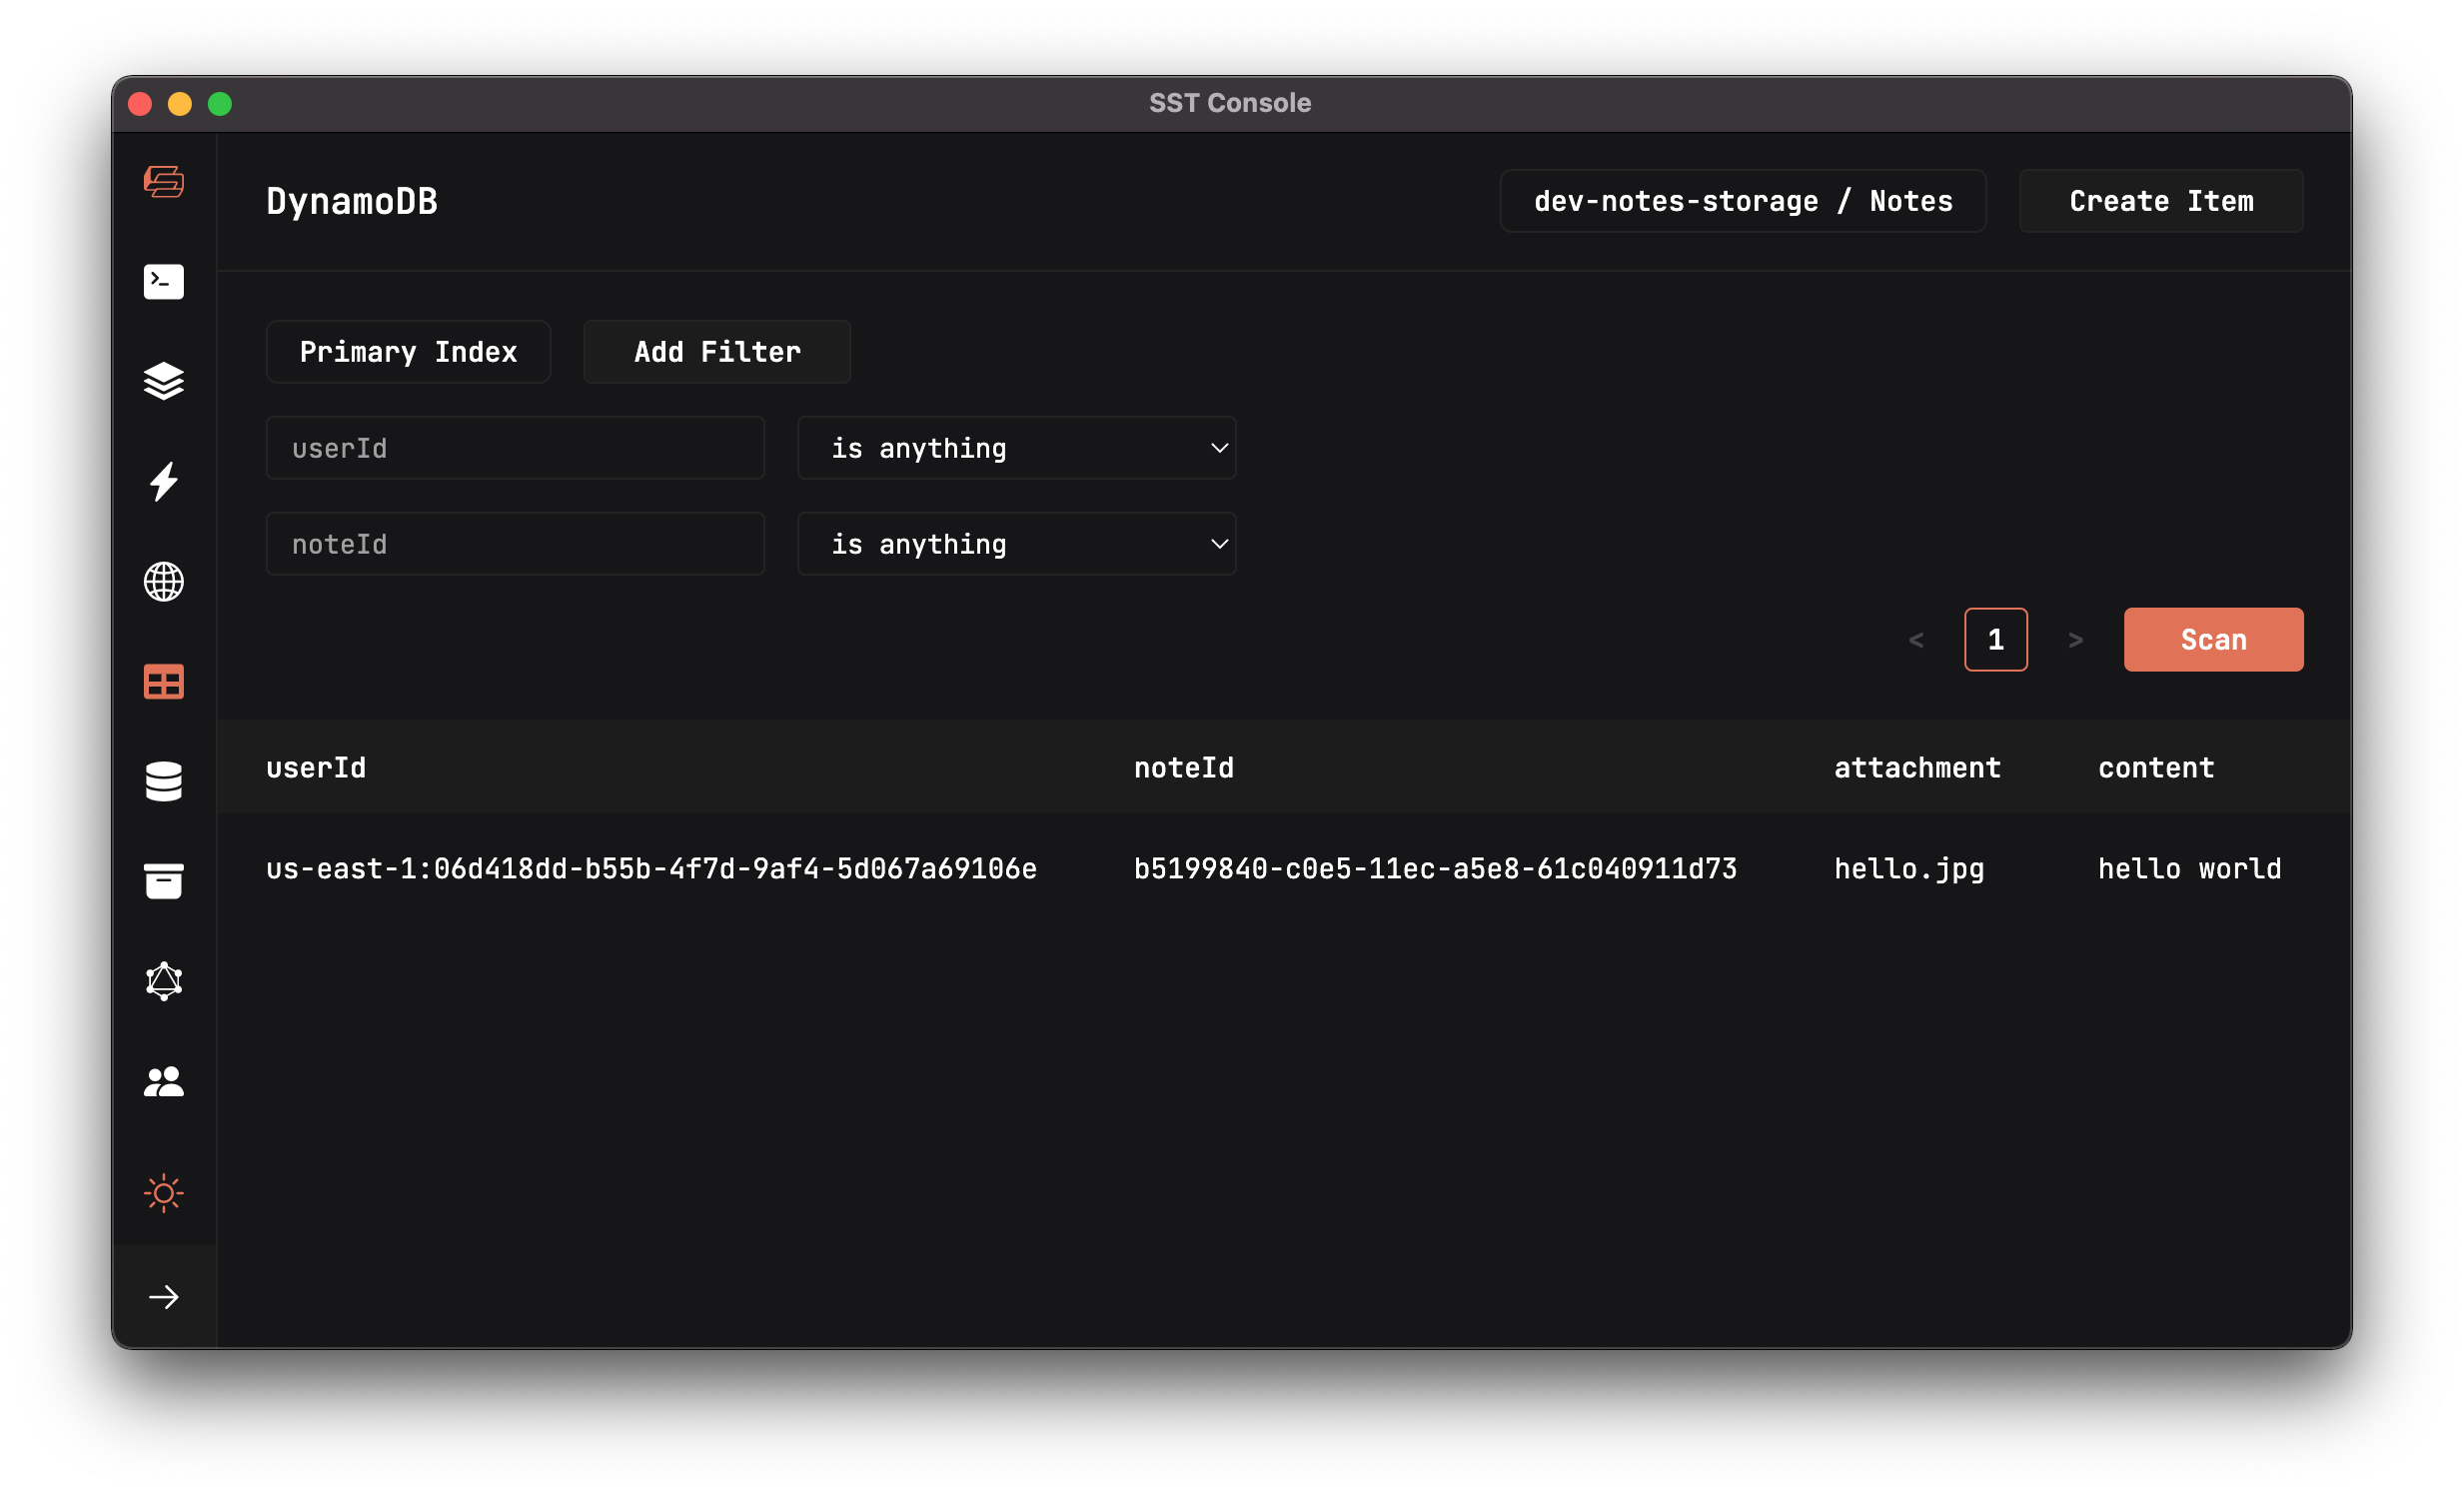 SST Console
DynamoDB
dev-notes-storage / Notes
Create Item
Primary Index
Add Filter
userId
is anything
noteId
is anything
< 1 >
Scan
userId noteId attachment content
us-east-1:06d418dd-b55b-4f7d-9af4-5d067a69106e b5199840-c0e5-11ec-a5e8-61c040911d73 hello.jpg hello world